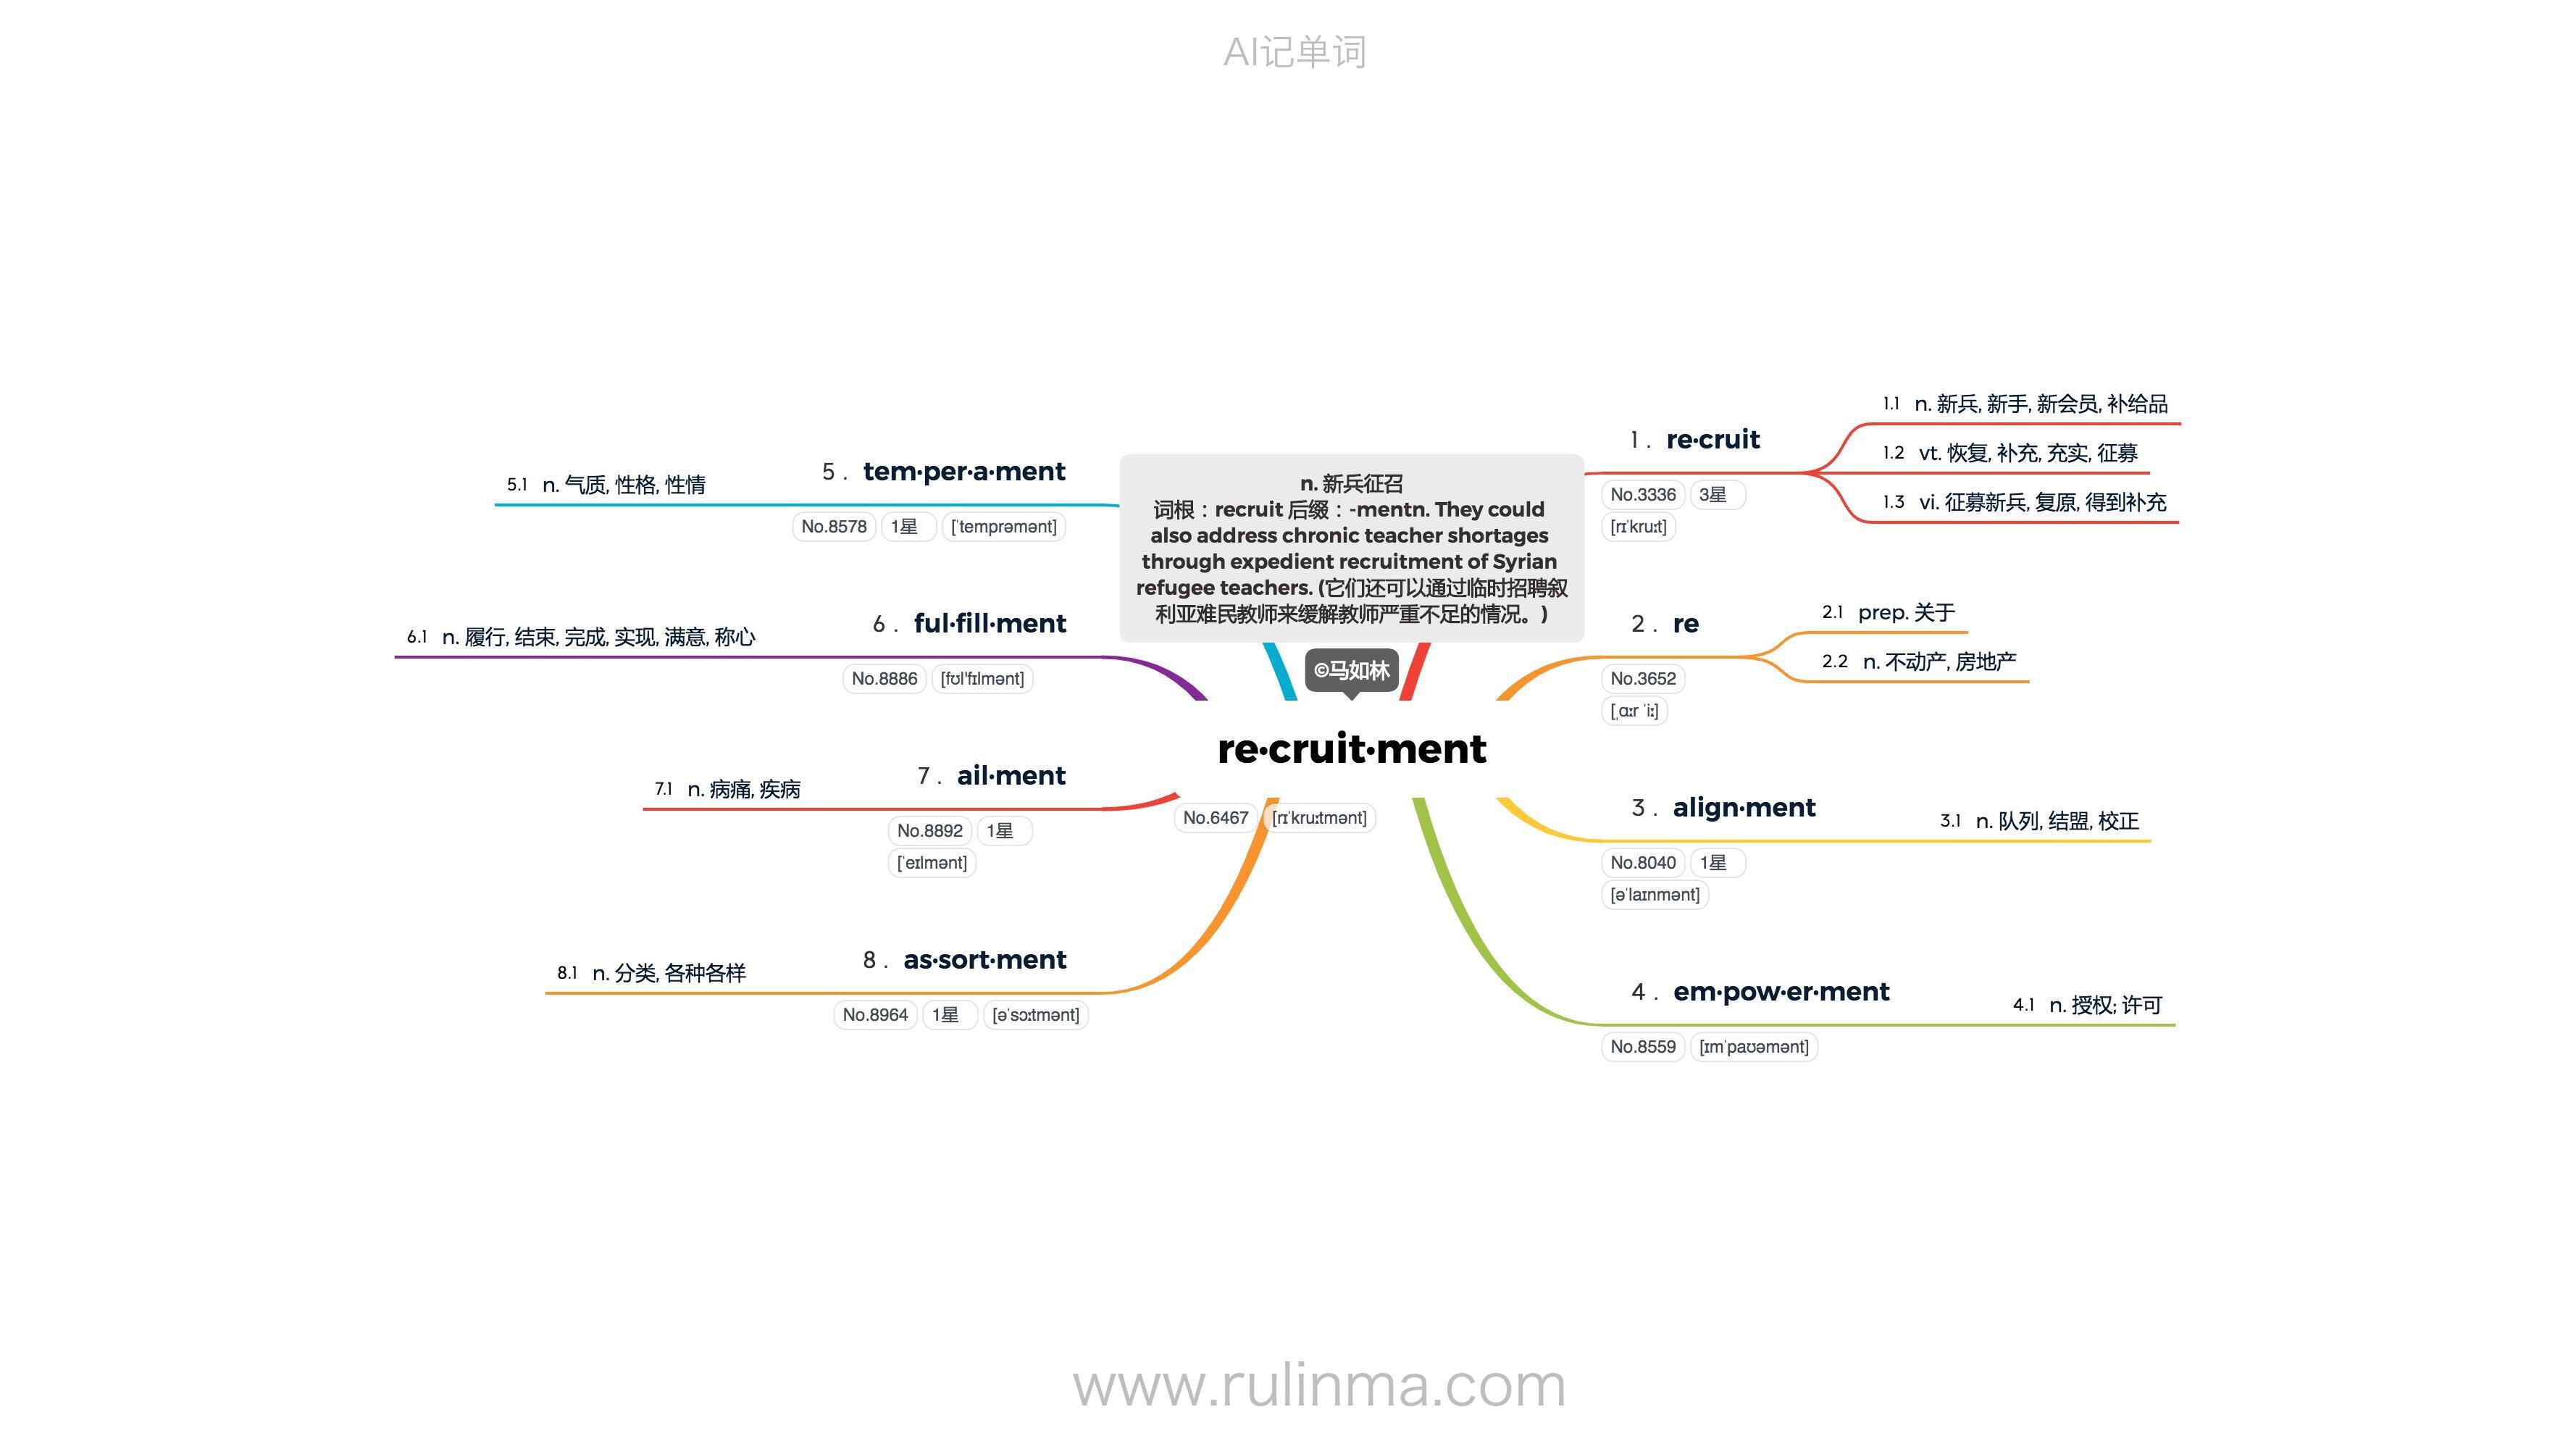 AI记单词
n. 新兵征召
词根：recruit 后缀：-mentn. They could
also address chronic teacher shortages
through expedient recruitment of Syrian
refugee teachers. (它们还可以通过临时招聘叙
利亚难民教师来缓解教师严重不足的情况。)
©马如林
re·cruit·ment
No.6467 [rɪˈkruːtmənt]
1. re·cruit
No.3336 3星
[rɪˈkruːt]
1.1 n. 新兵, 新手, 新会员, 补给品
1.2 vt. 恢复, 补充, 充实, 征募
1.3 vi. 征募新兵, 复原, 得到补充
2. re
No.3652
[ˌɑːr ˈiː]
2.1 prep. 关于
2.2 n. 不动产, 房地产
3. align·ment
No.8040 1星
[əˈlaɪnmənt]
3.1 n. 队列, 结盟, 校正
4. em·pow·er·ment
No.8559 [ɪmˈpaʊəmənt]
4.1 n. 授权; 许可
5. tem·per·a·ment
No.8578 1星 [ˈtemprəmənt]
5.1 n. 气质, 性格, 性情
6. ful·fill·ment
No.8886 [fʊl'fɪlmənt]
6.1 n. 履行, 结束, 完成, 实现, 满意, 称心
7. ail·ment
No.8892 1星
[ˈeɪlmənt]
7.1 n. 病痛, 疾病
8. as·sort·ment
No.8964 1星 [əˈsɔːtmənt]
8.1 n. 分类, 各种各样
www.rulinma.com